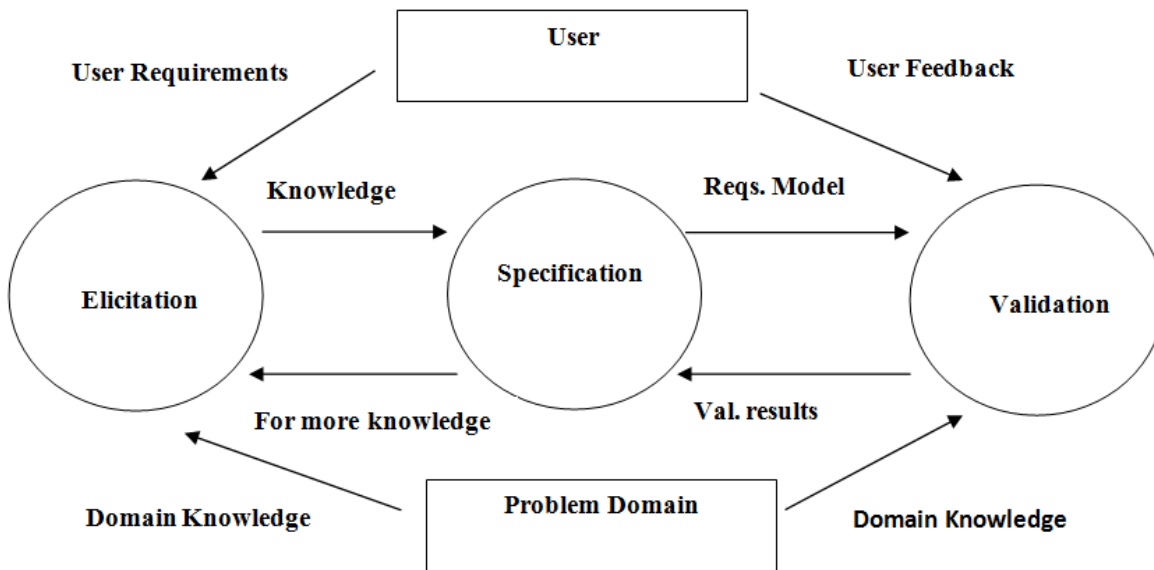 User
User Requirements
User Feedback
Knowledge
Reqs. Model
Elicitation
Specification
Validation
For more knowledge
Val. results
Domain Knowledge
Problem Domain
Domain Knowledge